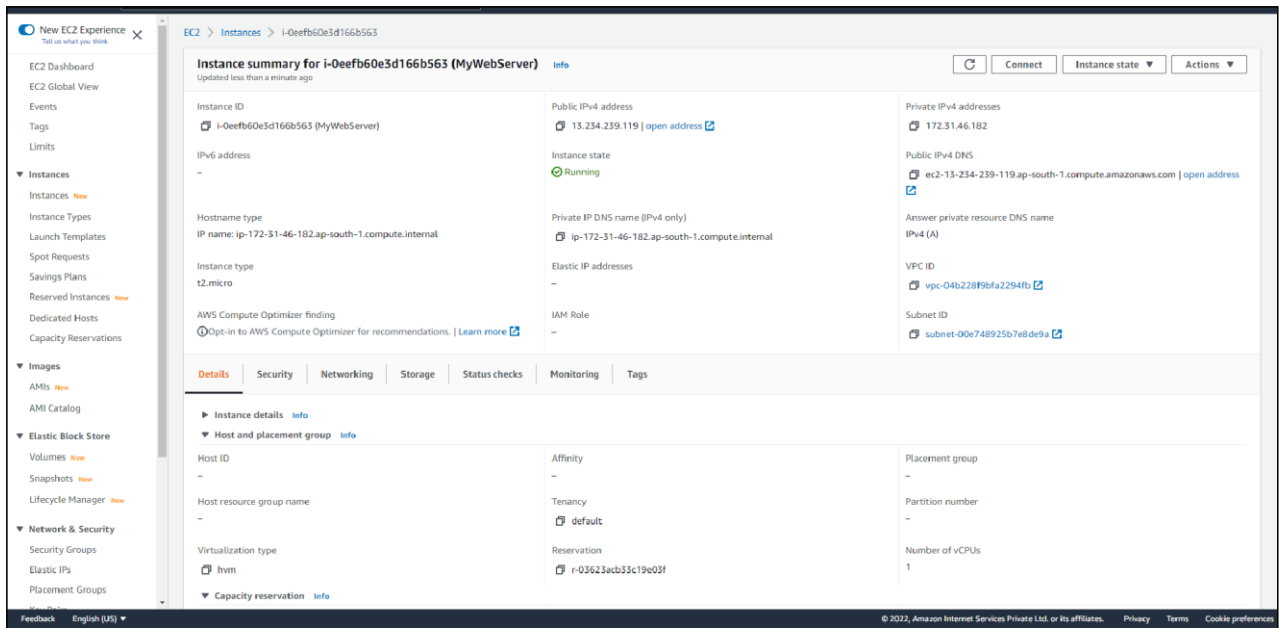 New EC2 Experience
Tell us what you think
EC2 Dashboard
EC2 Global View
Events
Tags
Limits
Instances
Instances New
Instance Types
Launch Templates
Spot Requests
Savings Plans
Reserved Instances New
Dedicated Hosts
Capacity Reservations
Images
AMIs New
AMI Catalog
Elastic Block Store
Volumes New
Snapshots New
Lifecycle Manager New
Network & Security
Security Groups
Elastic IPs
Placement Groups
EC2 > Instances > i-0eefb60e3d166b563
Instance summary for i-0eefb60e3d166b563 (MyWebServer) Info
Updated less than a minute ago
Connect
Instance state
Actions
Instance ID
i-0eefb60e3d166b563 (MyWebServer)
Public IPv4 address
13.234.239.119 | open address
Private IPv4 addresses
172.31.46.182
IPv6 address
–
Instance state
Running
Public IPv4 DNS
ec2-13-234-239-119.ap-south-1.compute.amazonaws.com | open address
Hostname type
IP name: ip-172-31-46-182.ap-south-1.compute.internal
Private IP DNS name (IPv4 only)
ip-172-31-46-182.ap-south-1.compute.internal
Answer private resource DNS name
IPv4 (A)
Instance type
t2.micro
Elastic IP addresses
–
VPC ID
vpc-04b228f9bfa2294fb
AWS Compute Optimizer finding
Opt-in to AWS Compute Optimizer for recommendations. | Learn more
IAM Role
–
Subnet ID
subnet-00e748925b7e8de9a
Details Security Networking Storage Status checks Monitoring Tags
Instance details Info
Host and placement group Info
Host ID
–
Affinity
–
Placement group
–
Host resource group name
–
Tenancy
default
Partition number
–
Virtualization type
hvm
Reservation
r-03623acb33c19e03f
Number of vCPUs
1
Capacity reservation Info
Feedback English (US)
© 2022, Amazon Internet Services Private Ltd. or its affiliates. Privacy Terms Cookie preferences